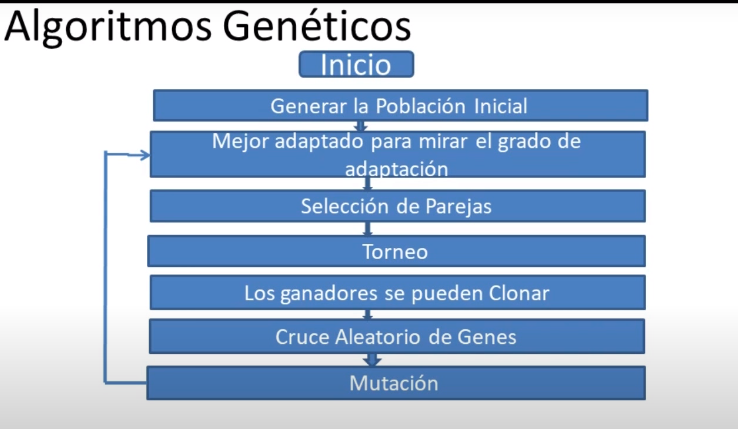 Algoritmos Genéticos
Inicio
Generar la Población Inicial
Mejor adaptado para mirar el grado de
adaptación
Selección de Parejas
Torneo
Los ganadores se pueden Clonar
Cruce Aleatorio de Genes
Mutación